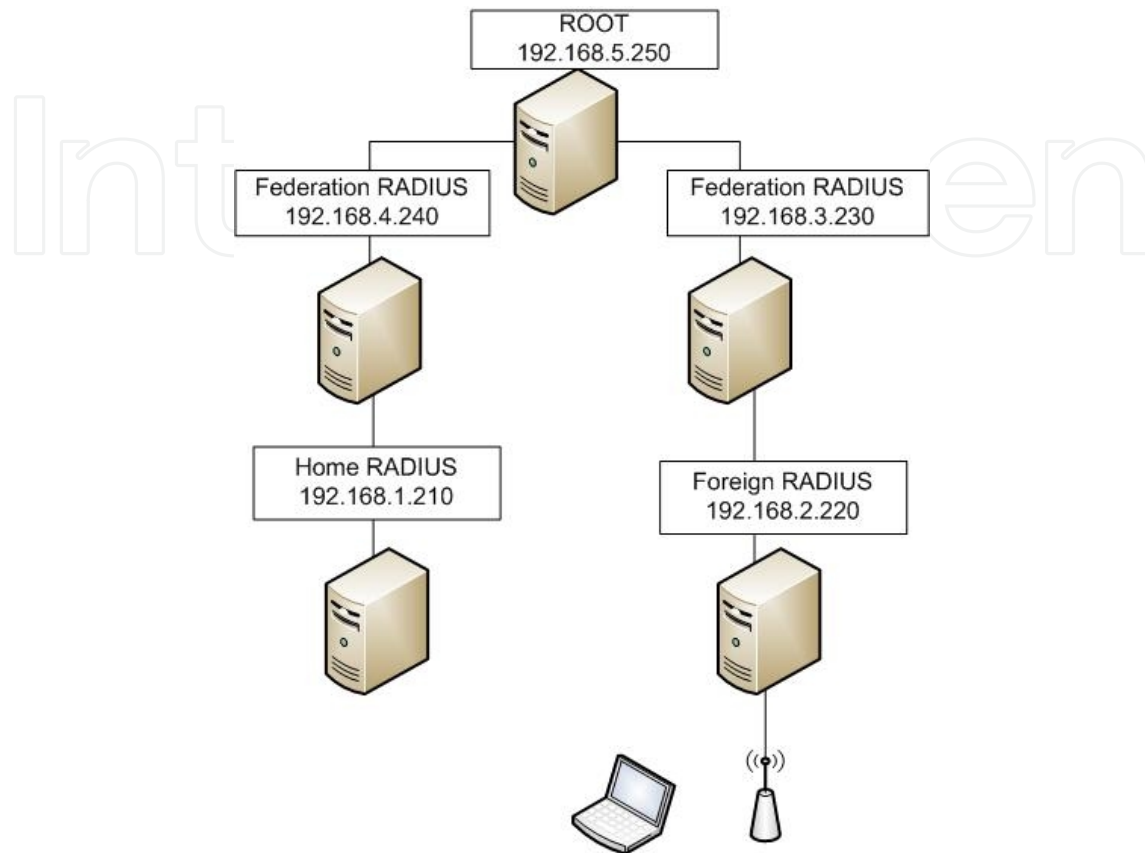 ROOT
192.168.5.250
Federation RADIUS
192.168.4.240
Federation RADIUS
192.168.3.230
Home RADIUS
192.168.1.210
Foreign RADIUS
192.168.2.220